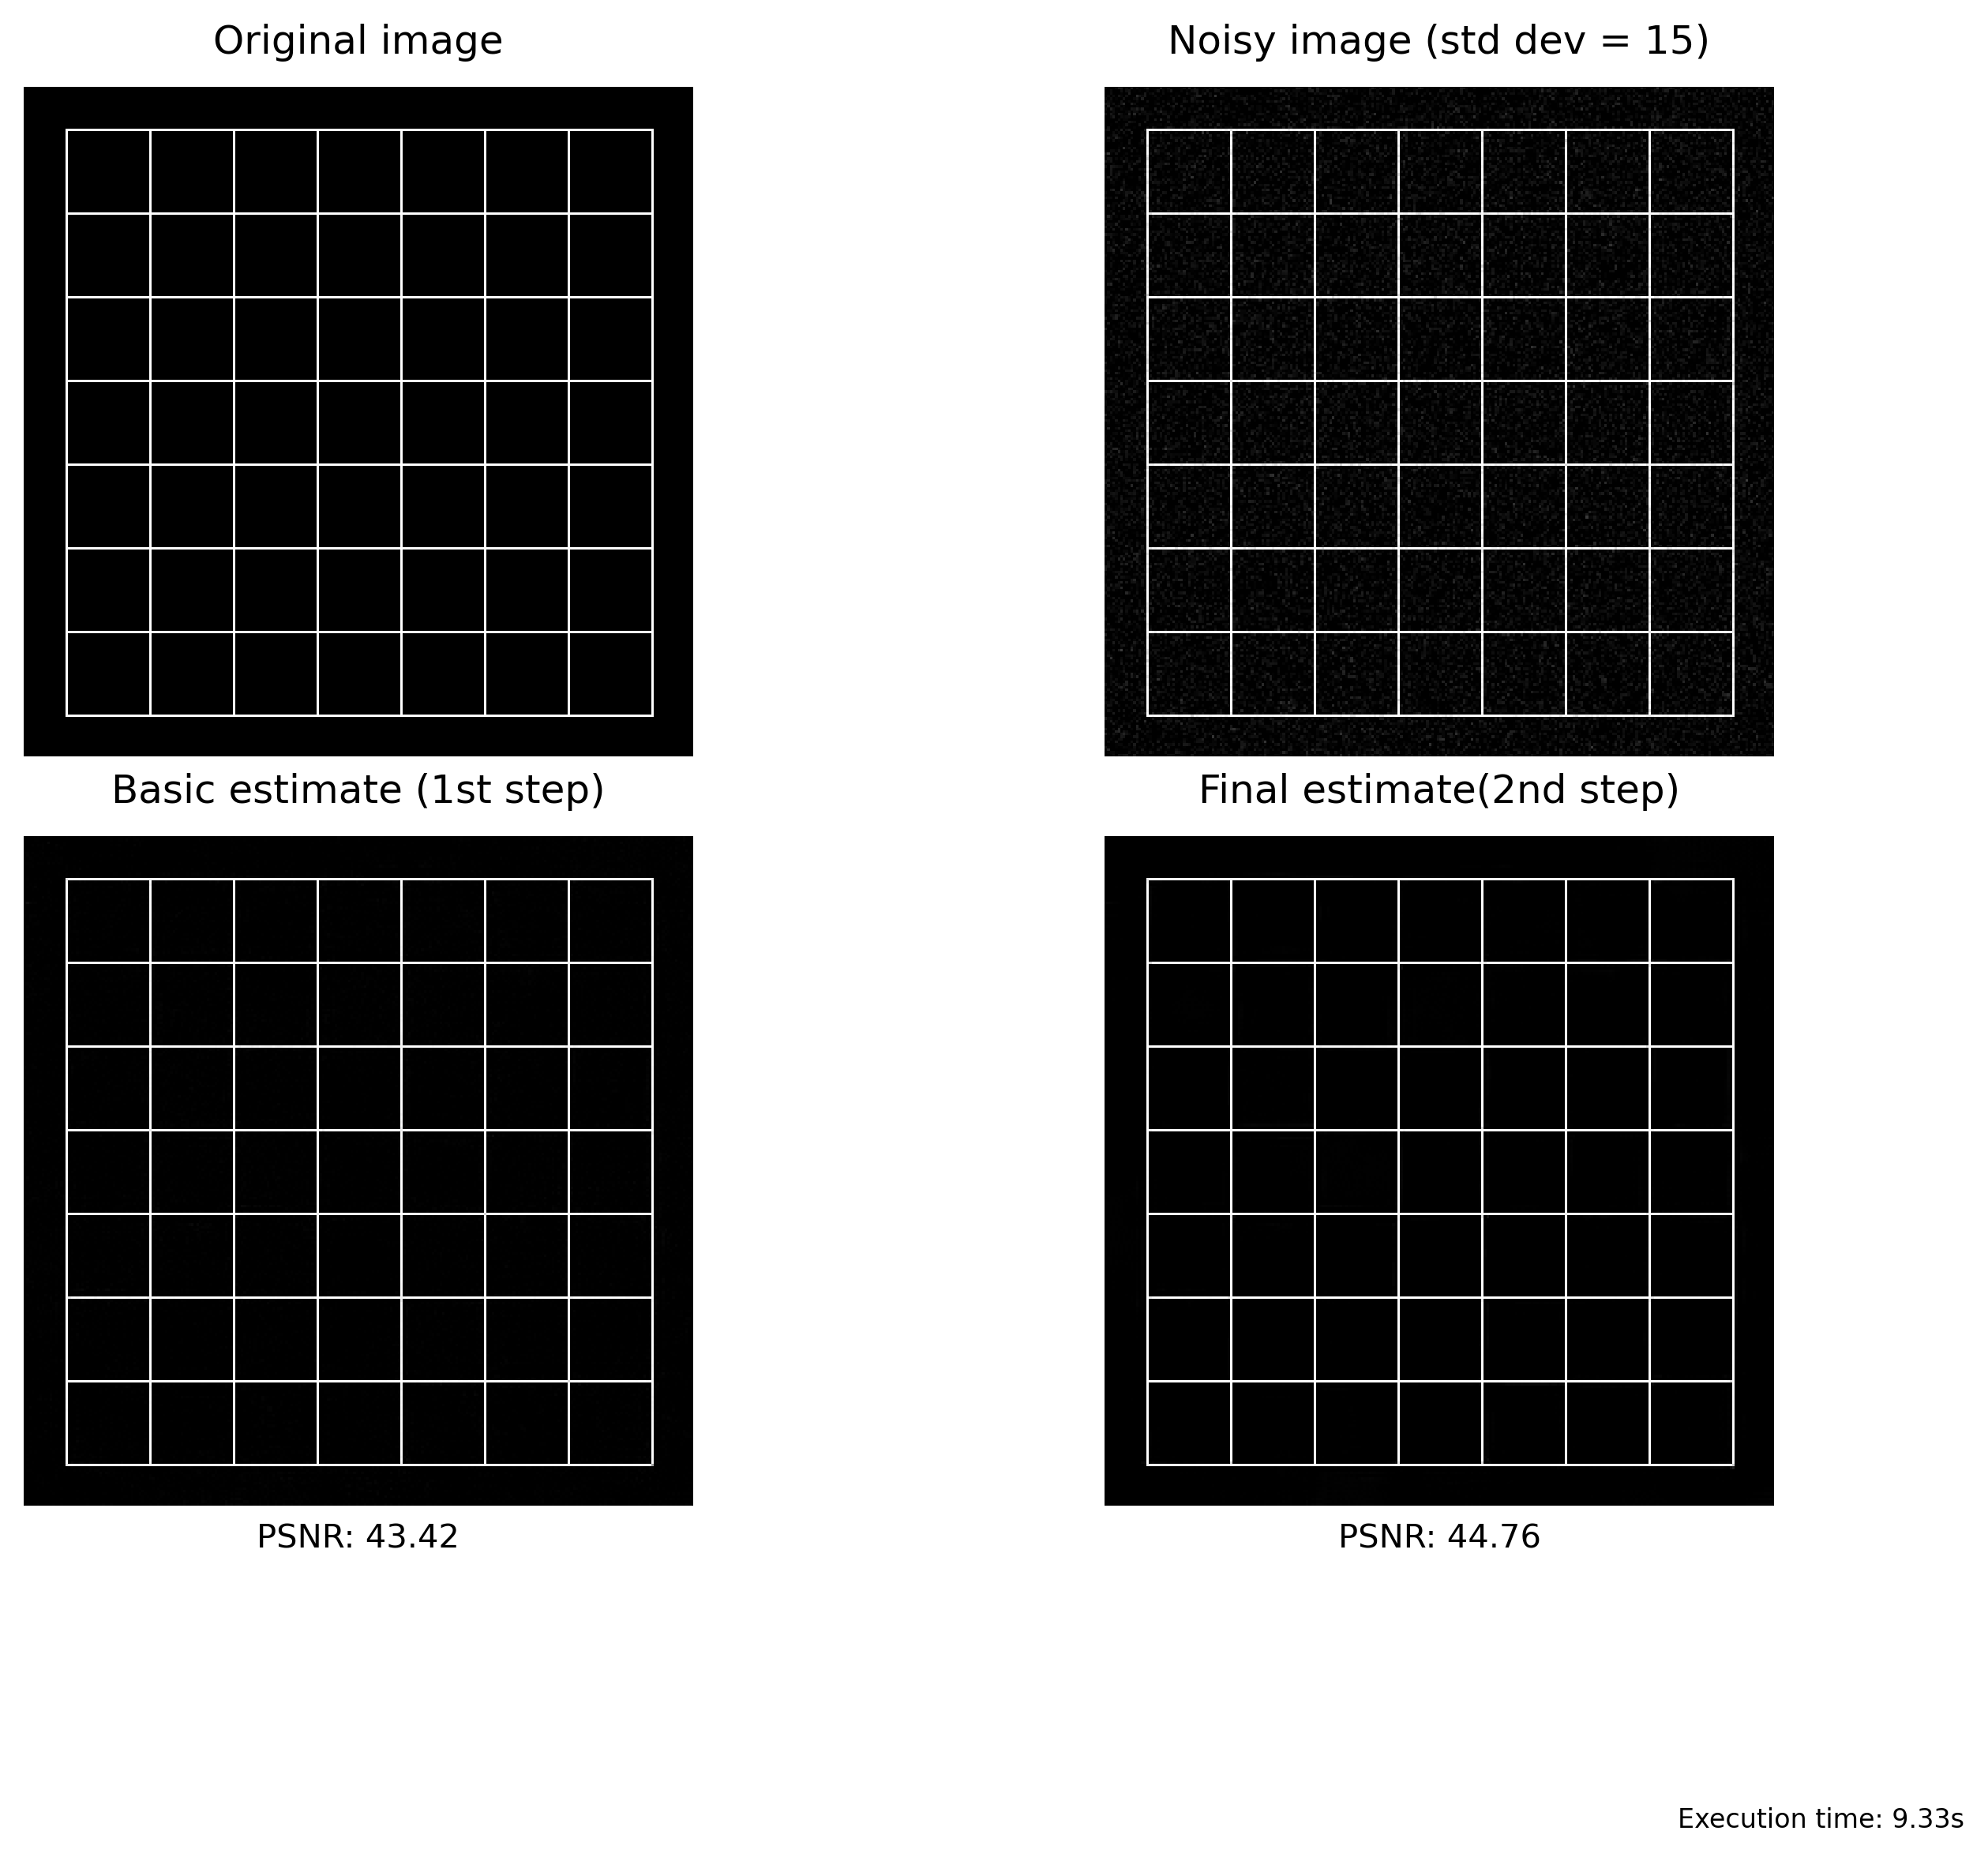 Original image
Noisy image (std dev = 15)
Basic estimate (1st step)
Final estimate(2nd step)
PSNR: 43.42
PSNR: 44.76
Execution time: 9.33s